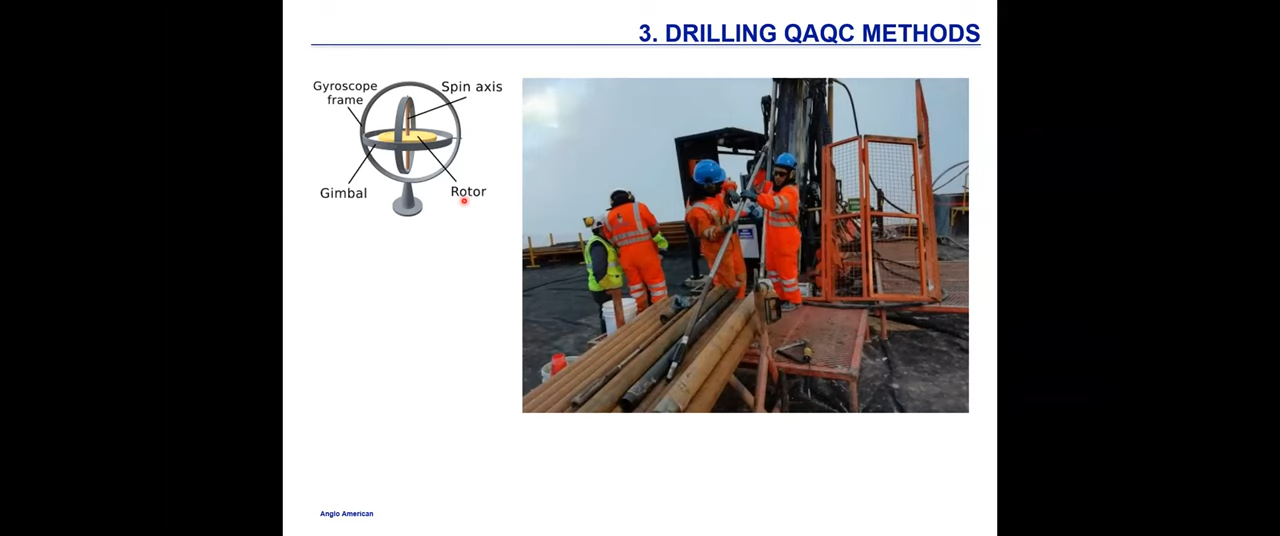 3. DRILLING QAQC METHODS
Gyroscope
frame
Spin axis
Gimbal
Rotor
Anglo American